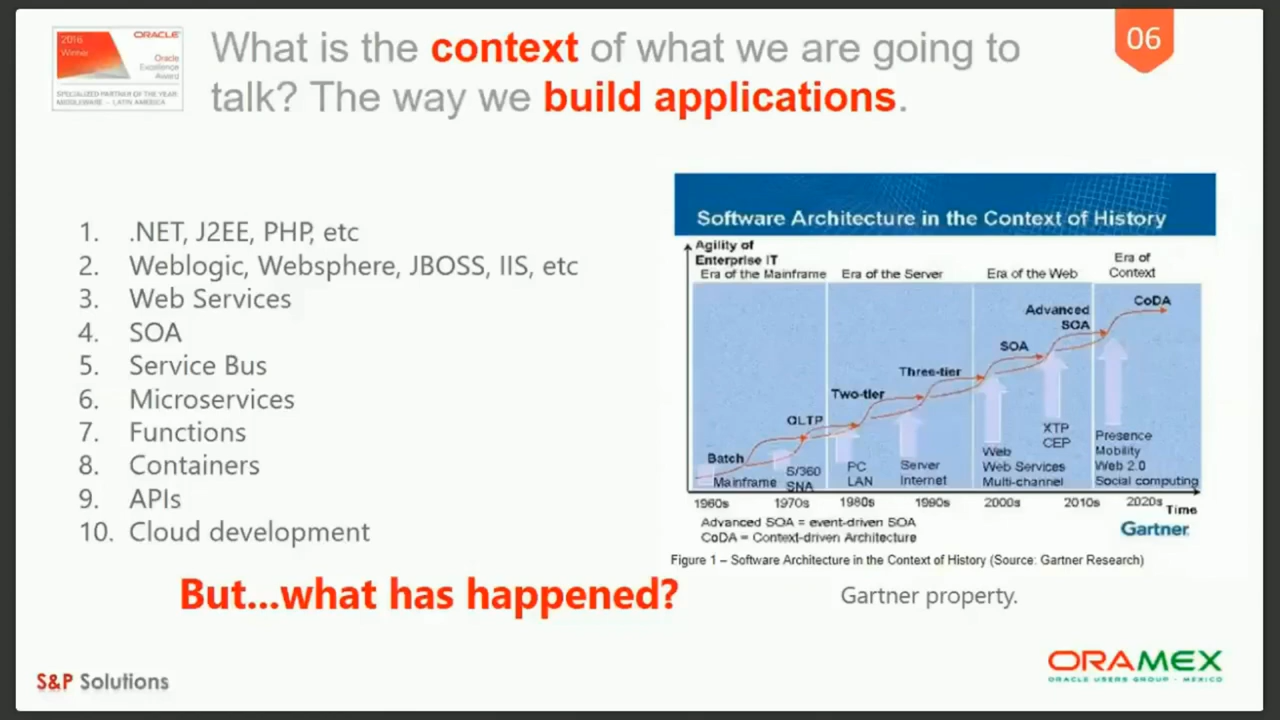 2016
Winner
ORACLE
Oracle
Excellence
Award
SPECIALIZED PARTNER OF THE YEAR
MIDDLEWARE - LATIN AMERICA
What is the context of what we are going to
talk? The way we build applications.
06
1. .NET, J2EE, PHP, etc
2. Weblogic, Websphere, JBOSS, IIS, etc
3. Web Services
4. SOA
5. Service Bus
6. Microservices
7. Functions
8. Containers
9. APIs
10. Cloud development
But...what has happened?
Software Architecture in the Context of History
Agility of
Enterprise IT
Era of the Mainframe
Era of the Server
Era of the Web
Era of
Context
CoDA
Advanced
SOA
SOA
Three-tier
Two-tier
OLTP
Batch
Mainframe
S/360
SNA
PC
LAN
Server
Internet
Web
Web Services
Multi-channel
XTP
CEP
Presence
Mobility
Web 2.0
Social computing
1960s 1970s 1980s 1990s 2000s 2010s 2020s Time
Advanced SOA = event-driven SOA
CoDA = Context-driven Architecture
Gartner
Figure 1 – Software Architecture in the Context of History (Source: Gartner Research)
Gartner property.
S&P Solutions
ORAMEX
ORACLE USERS GROUP - MEXICO